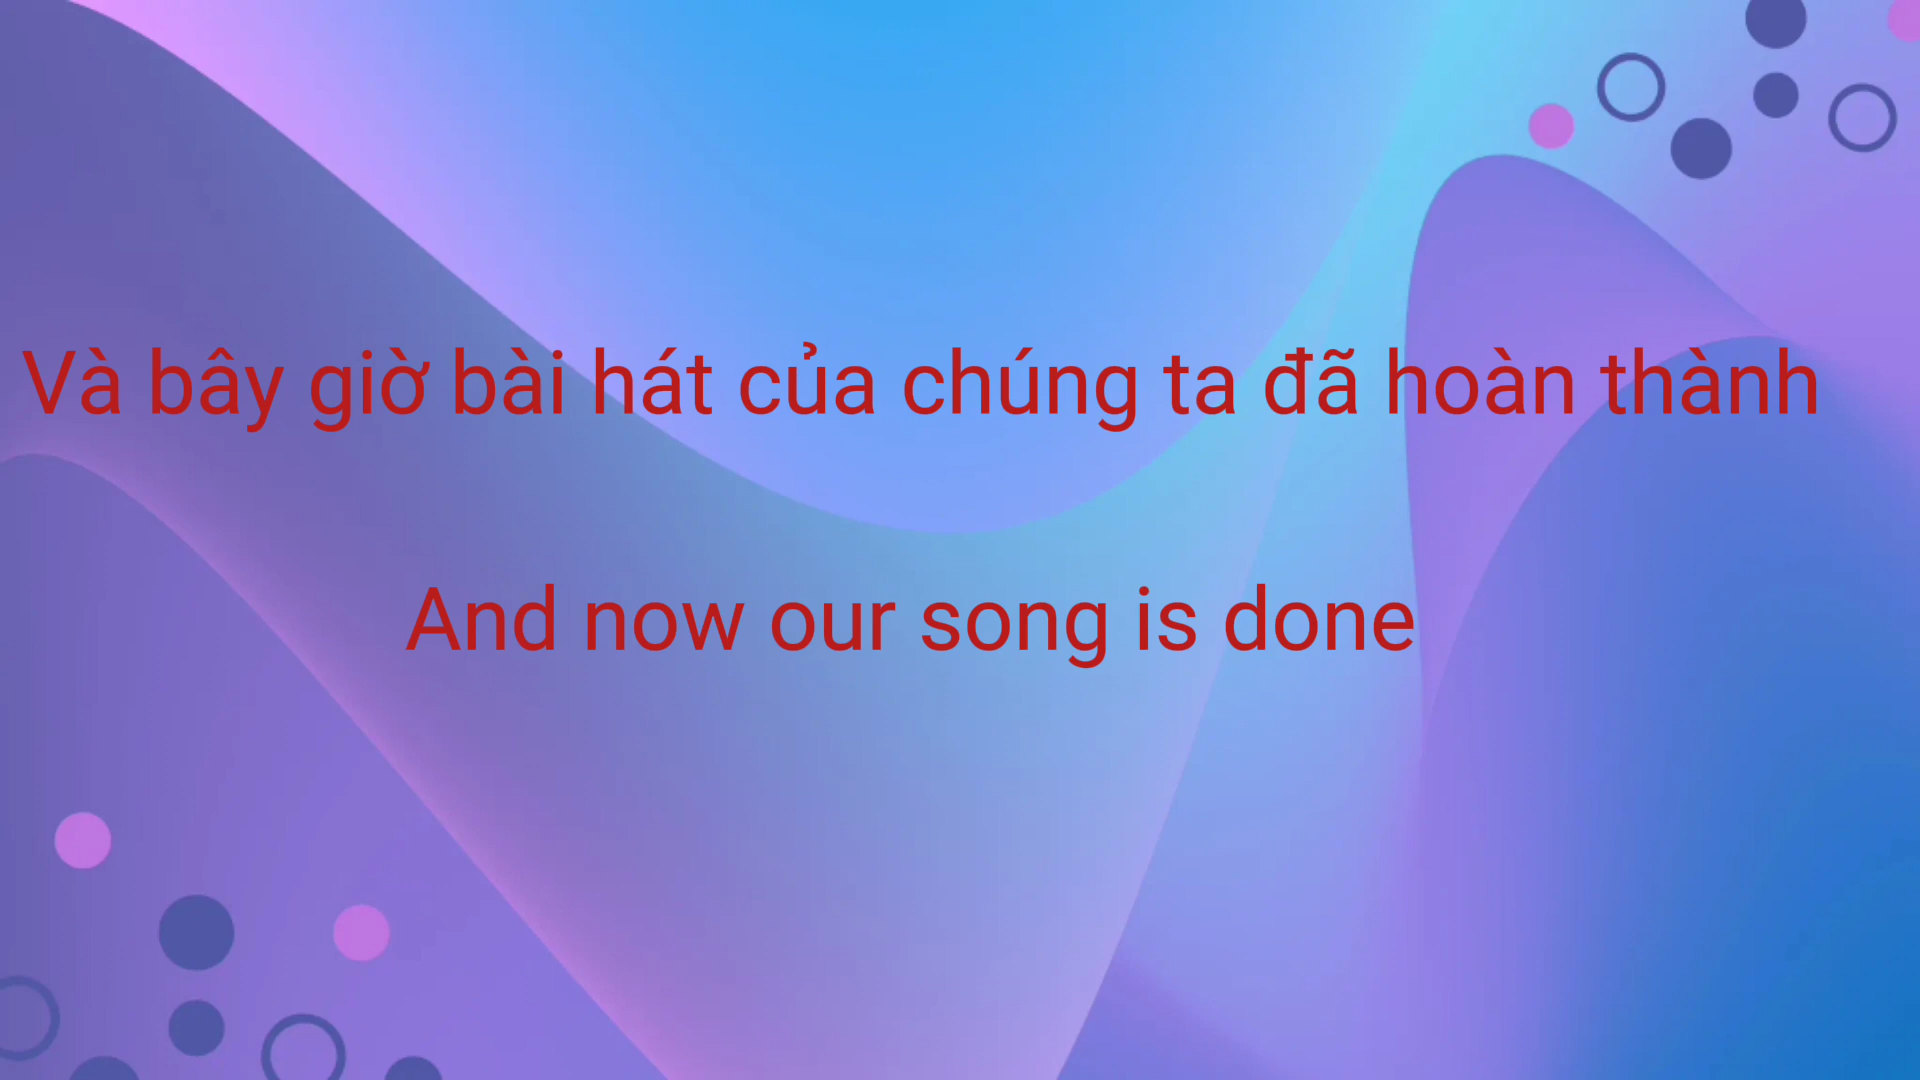 Và bây giờ bài hát của chúng ta đã hoàn thành
And now our song is done